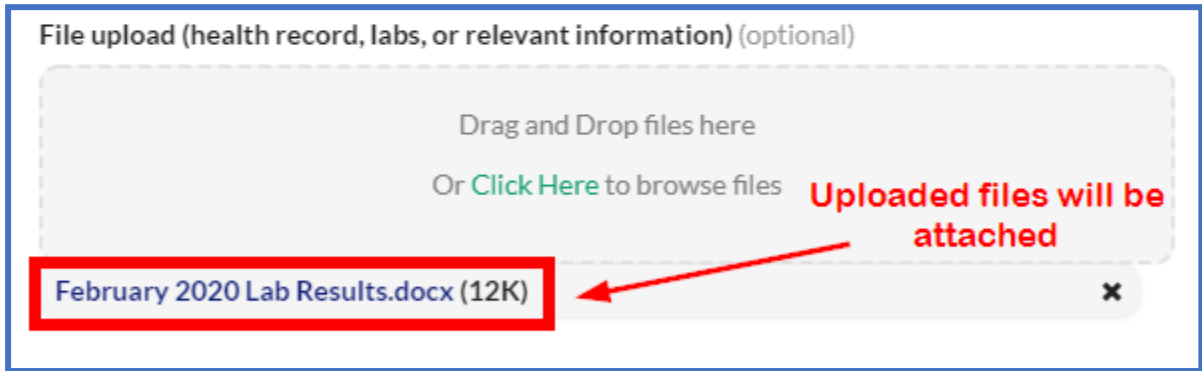 File upload (health record, labs, or relevant information) (optional)
Drag and Drop files here
Or Click Here to browse files
Uploaded files will be
attached
February 2020 Lab Results.docx (12K)